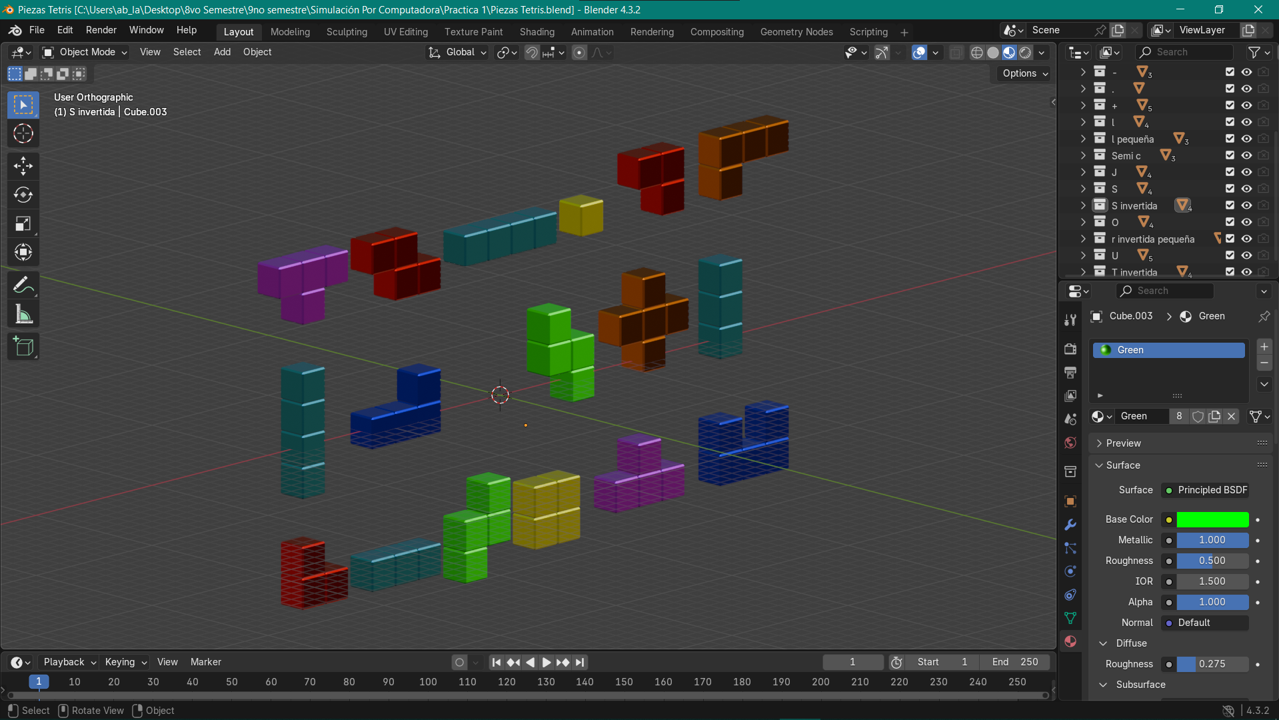 Piezas Tetris [C:\Users\ab_la\Desktop\8vo Semestre\9no semestre\Simulación Por Computadora\Practica 1\Piezas Tetris.blend] - Blender 4.3.2
File Edit Render Window Help Layout Modeling Sculpting UV Editing Texture Paint Shading Animation Rendering Compositing Geometry Nodes Scripting + Scene ViewLayer
Object Mode View Select Add Object Global Search
Options
User Orthographic
(1) S invertida | Cube.003
- 3
.
+ 5
l 4
l pequeña 3
Semi c 3
J 4
S 4
S invertida 4
O 4
r invertida pequeña
U 5
T invertida 4
Search
Cube.003 > Green
Green
Green 8
Preview
Surface
Surface Principled BSDF
Base Color
Metallic 1.000
Roughness 0.500
IOR 1.500
Alpha 1.000
Normal Default
Diffuse
Roughness 0.275
Subsurface
Playback Keying View Marker 1 Start 1 End 250
1 10 20 30 40 50 60 70 80 90 100 110 120 130 140 150 160 170 180 190 200 210 220 230 240 250
Select Rotate View Object 4.3.2